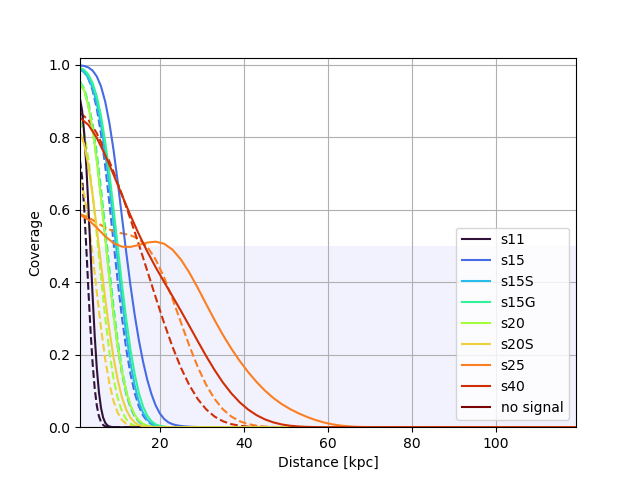 1.0
0.8
0.6
0.4
0.2
0.0
Coverage
20
40
60
80
100
Distance [kpc]
s11
s15
s15S
s15G
s20
s20S
s25
s40
no signal